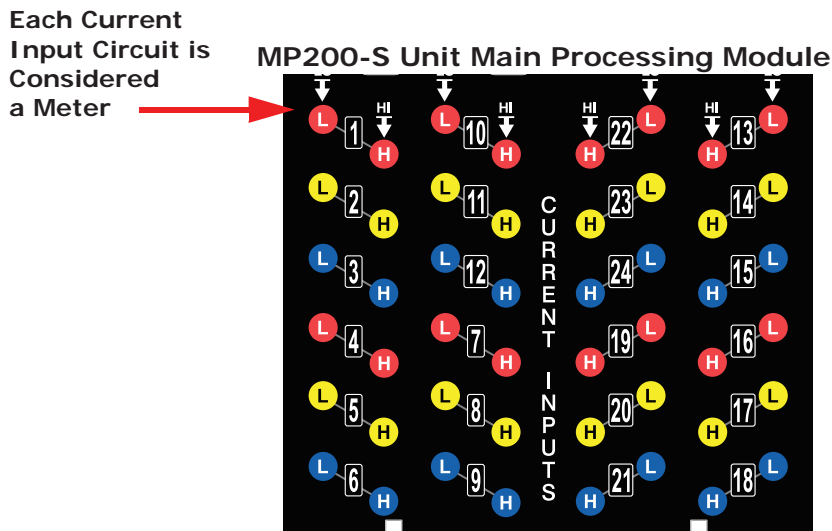 Each Current
Input Circuit is
Considered
a Meter
MP200-S Unit Main Processing Module
HI HI HI HI
L 1 H L 10 H H 22 L H 13 L
L 2 H L 11 H H 23 L H 14 L
L 3 H L 12 H H 24 L H 15 L
L 4 H L 7 H H 19 L H 16 L
L 5 H L 8 H H 20 L H 17 L
L 6 H L 9 H H 21 L H 18 L
CURRENT INPUTS